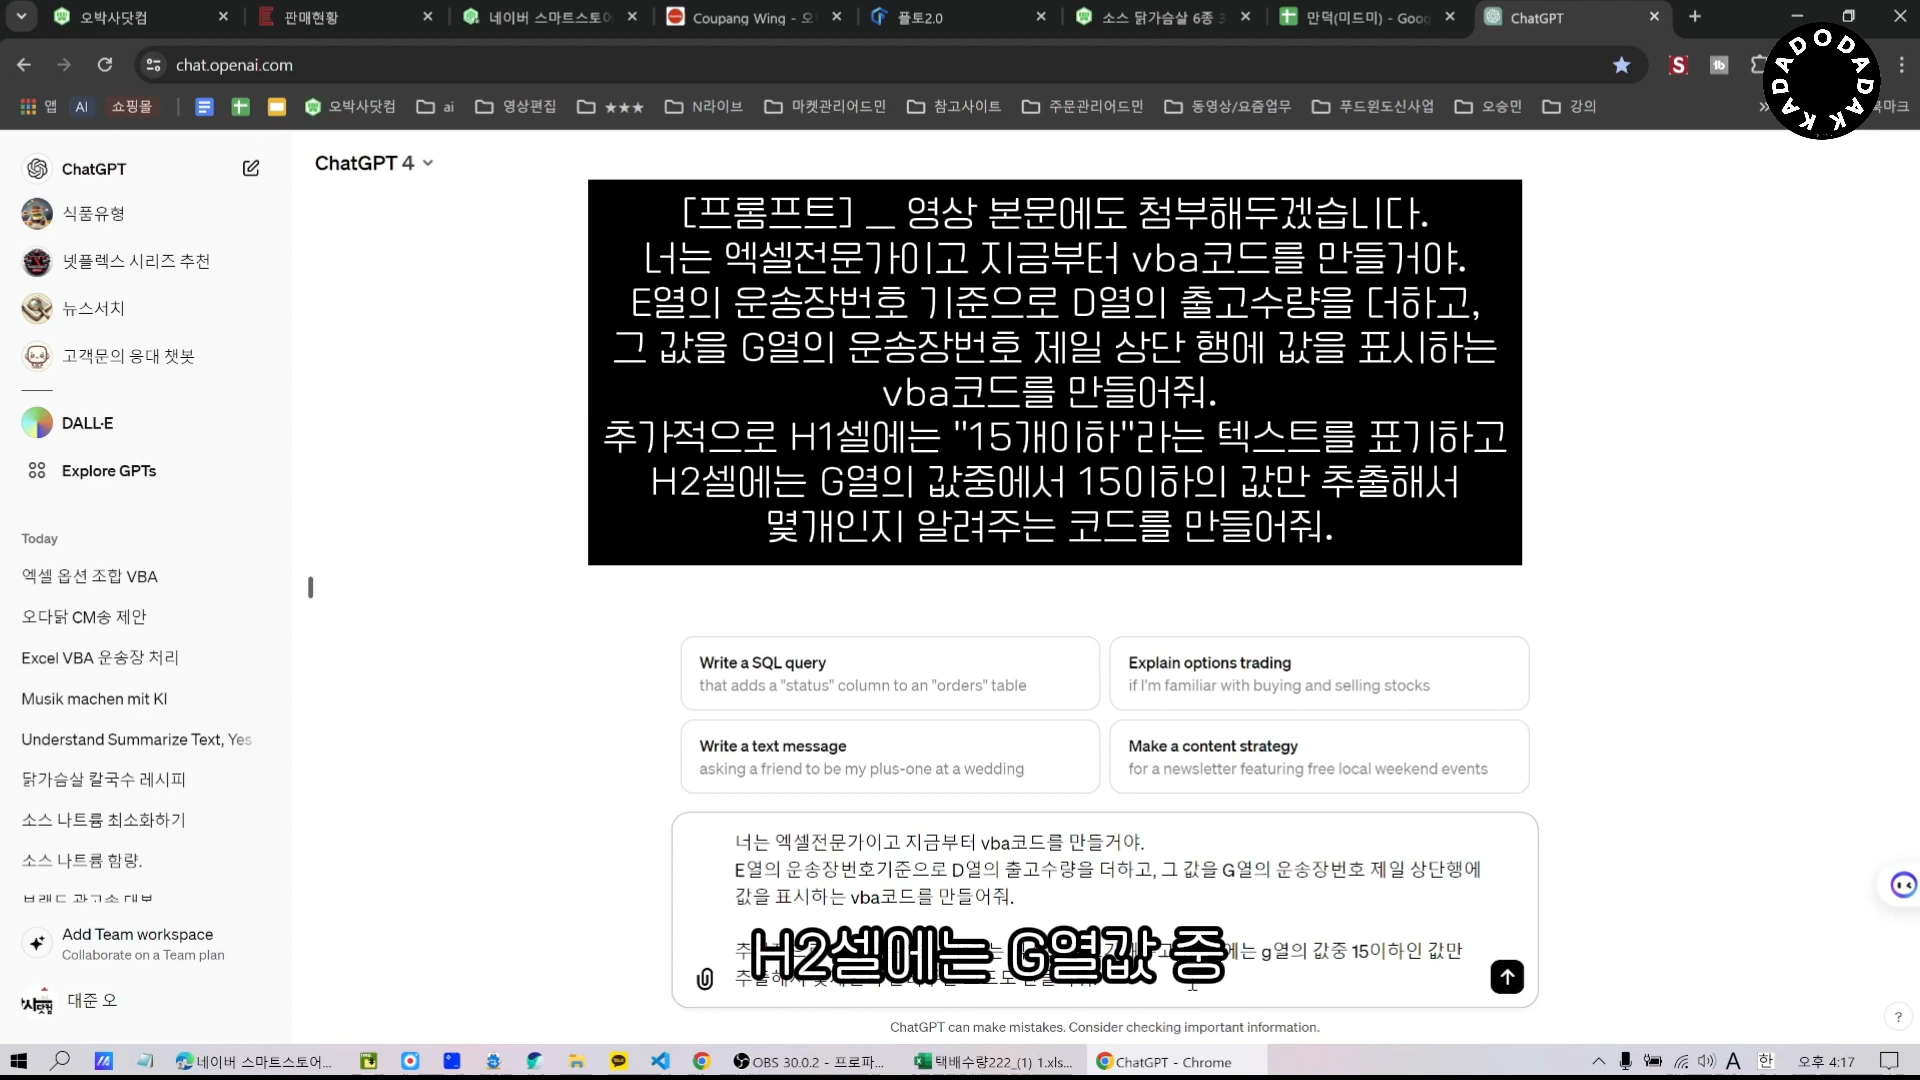 오박사닷컴
판매현황
네이버 스마트스토어
Coupang Wing - 오
플토2.0
소스 닭가슴살 6종 3
만덕(미드미) - Goog
ChatGPT
chat.openai.com
앱 AI 쇼핑몰 오박사닷컴 ai 영상편집 ★★★ N라이브 마켓관리어드민 참고사이트 주문관리어드민 동영상/요즘업무 푸드윈도신사업 오승민 강의
DADODADAKKA
ChatGPT
식품유형
넷플렉스 시리즈 추천
뉴스서치
고객문의 응대 챗봇
DALL·E
Explore GPTs
Today
엑셀 옵션 조합 VBA
오다닭 CM송 제안
Excel VBA 운송장 처리
Musik machen mit KI
Understand Summarize Text, Yes
닭가슴살 칼국수 레시피
소스 나트륨 최소화하기
소스 나트륨 함량.
브랜드 광고송 대본
Add Team workspace
Collaborate on a Team plan
대준 오
ChatGPT 4
[프롬프트] _ 영상 본문에도 첨부해두겠습니다.
너는 엑셀전문가이고 지금부터 vba코드를 만들거야.
E열의 운송장번호 기준으로 D열의 출고수량을 더하고,
그 값을 G열의 운송장번호 제일 상단 행에 값을 표시하는
vba코드를 만들어줘.
추가적으로 H1셀에는 "15개이하"라는 텍스트를 표기하고
H2셀에는 G열의 값중에서 15이하의 값만 추출해서
몇개인지 알려주는 코드를 만들어줘.
Write a SQL query
that adds a "status" column to an "orders" table
Explain options trading
if I'm familiar with buying and selling stocks
Write a text message
asking a friend to be my plus-one at a wedding
Make a content strategy
for a newsletter featuring free local weekend events
너는 엑셀전문가이고 지금부터 vba코드를 만들거야.
E열의 운송장번호기준으로 D열의 출고수량을 더하고, 그 값을 G열의 운송장번호 제일 상단행에
값을 표시하는 vba코드를 만들어줘.
에는 g열의 값중 15이하인 값만
H2셀에는 G열값 중
ChatGPT can make mistakes. Consider checking important information.
?
네이버 스마트스토어...
OBS 30.0.2 - 프로파...
택배수량222_(1) 1.xls...
ChatGPT - Chrome
A 한 오후 4:17